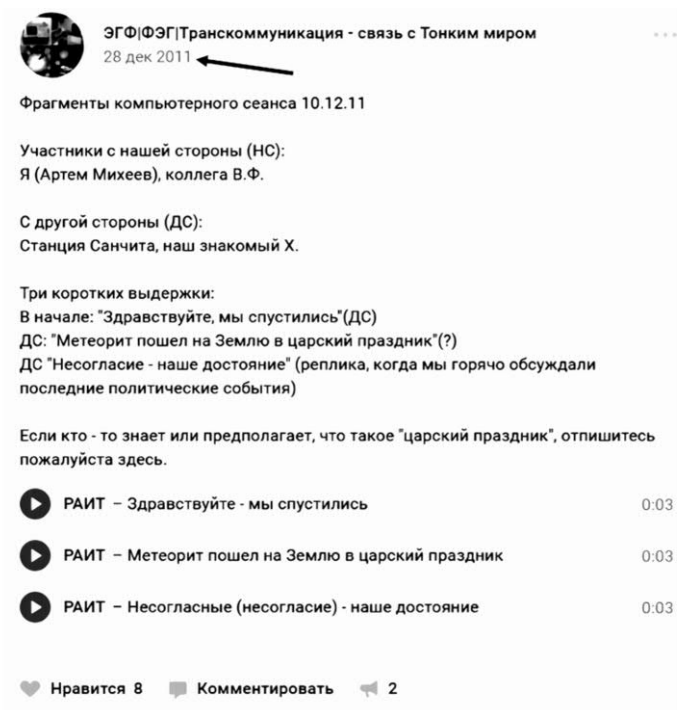 ЭГФ|ФЭГ|Транскоммуникация - связь с Тонким миром
28 дек 2011
Фрагменты компьютерного сеанса 10.12.11
Участники с нашей стороны (НС):
Я (Артем Михеев), коллега В.Ф.
С другой стороны (ДС):
Станция Санчита, наш знакомый Х.
Три коротких выдержки:
В начале: "Здравствуйте, мы спустились"(ДС)
ДС: "Метеорит пошел на Землю в царский праздник"(?)
ДС "Несогласие - наше достояние" (реплика, когда мы горячо обсуждали
последние политические события)
Если кто - то знает или предполагает, что такое "царский праздник", отпишитесь
пожалуйста здесь.
РАИТ – Здравствуйте - мы спустились 0:03
РАИТ – Метеорит пошел на Землю в царский праздник 0:03
РАИТ – Несогласные (несогласие) - наше достояние 0:03
Нравится 8 Комментировать 2